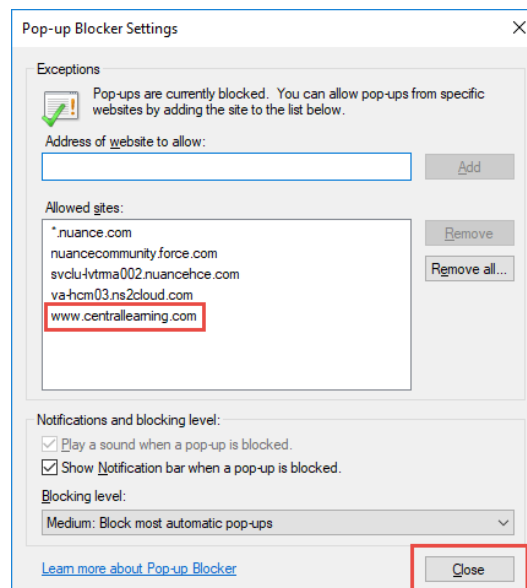 Pop-up Blocker Settings
Exceptions
Pop-ups are currently blocked. You can allow pop-ups from specific
websites by adding the site to the list below.
Address of website to allow:
Add
Allowed sites:
*.nuance.com
nuancecommunity.force.com
svclu-lvtrma002.nuancehce.com
va-hcm03.ns2cloud.com
www.centrallearning.com
Remove
Remove all...
Notifications and blocking level:
Play a sound when a pop-up is blocked.
Show Notification bar when a pop-up is blocked.
Blocking level:
Medium: Block most automatic pop-ups
Learn more about Pop-up Blocker
Close